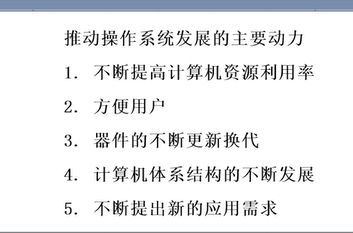 推动操作系统发展的主要动力
1. 不断提高计算机资源利用率
2. 方便用户
3. 器件的不断更新换代
4. 计算机体系结构的不断发展
5. 不断提出新的应用需求